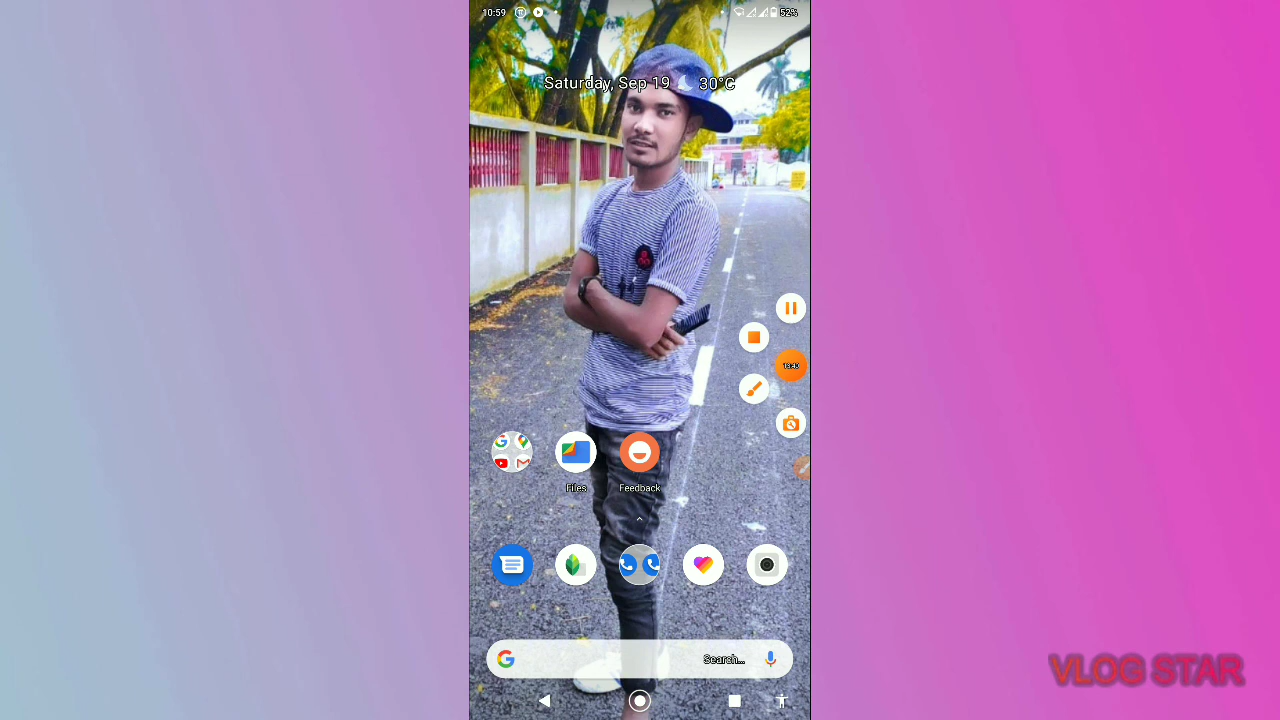 10:59
52%
Saturday, Sep 19 30°C
Files
Feedback
Search...
VLOG STAR